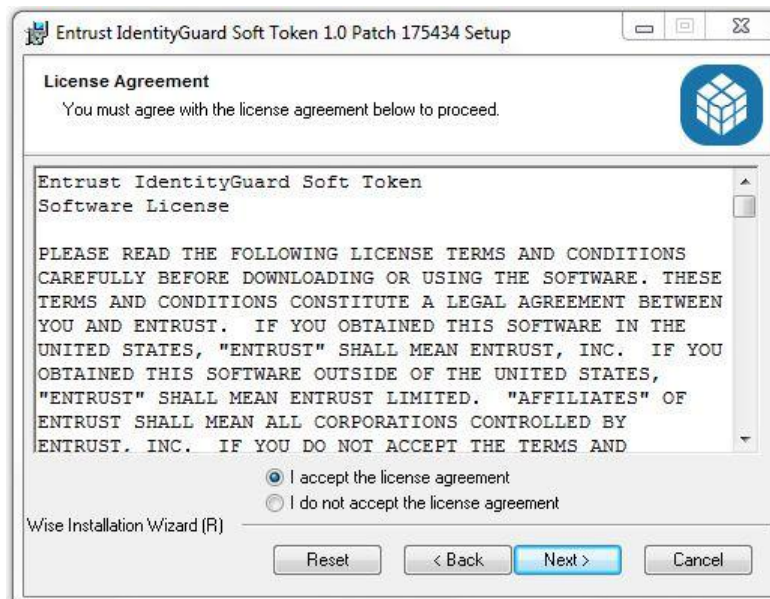 Entrust IdentityGuard Soft Token 1.0 Patch 175434 Setup
License Agreement
You must agree with the license agreement below to proceed.
Entrust IdentityGuard Soft Token
Software License
PLEASE READ THE FOLLOWING LICENSE TERMS AND CONDITIONS
CAREFULLY BEFORE DOWNLOADING OR USING THE SOFTWARE. THESE
TERMS AND CONDITIONS CONSTITUTE A LEGAL AGREEMENT BETWEEN
YOU AND ENTRUST.  IF YOU OBTAINED THIS SOFTWARE IN THE
UNITED STATES, "ENTRUST" SHALL MEAN ENTRUST, INC.  IF YOU
OBTAINED THIS SOFTWARE OUTSIDE OF THE UNITED STATES,
"ENTRUST" SHALL MEAN ENTRUST LIMITED.  "AFFILIATES" OF
ENTRUST SHALL MEAN ALL CORPORATIONS CONTROLLED BY
ENTRUST, INC.  IF YOU DO NOT ACCEPT THE TERMS AND
I accept the license agreement
I do not accept the license agreement
Wise Installation Wizard (R)
Reset < Back Next > Cancel